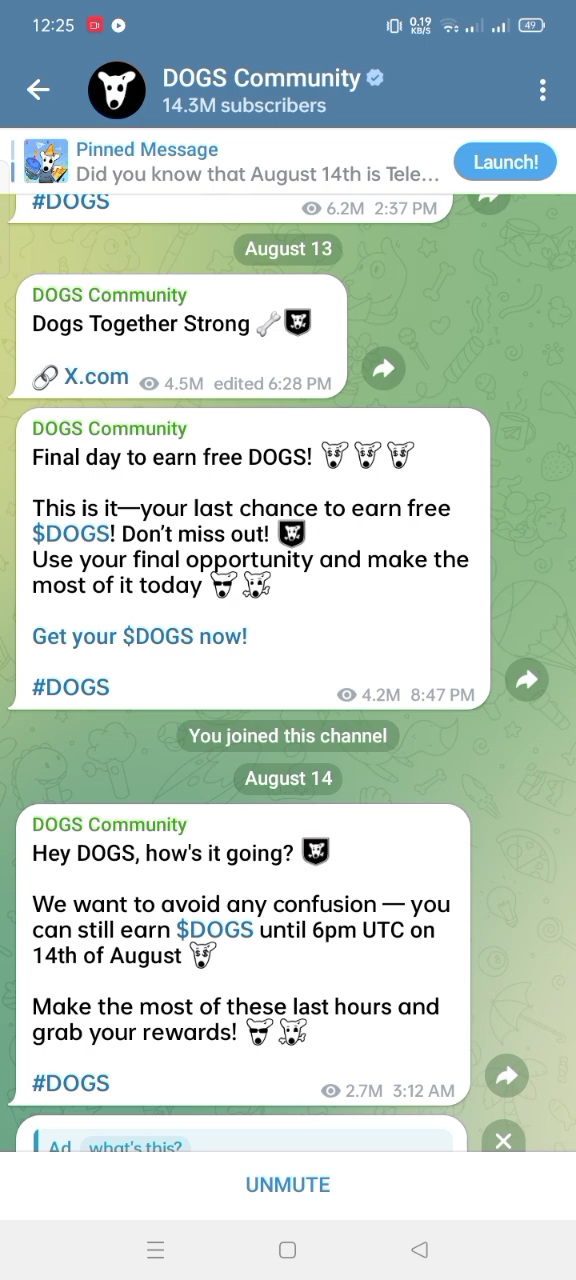 12:25
0.19
KB/S
49
DOGS Community
14.3M subscribers
Pinned Message
Did you know that August 14th is Tele...
Launch!
#DOGS
6.2M 2:37 PM
August 13
DOGS Community
Dogs Together Strong
X.com
4.5M edited 6:28 PM
DOGS Community
Final day to earn free DOGS!
This is it—your last chance to earn free
$DOGS! Don't miss out!
Use your final opportunity and make the
most of it today
Get your $DOGS now!
#DOGS
4.2M 8:47 PM
You joined this channel
August 14
DOGS Community
Hey DOGS, how's it going?
We want to avoid any confusion — you
can still earn $DOGS until 6pm UTC on
14th of August
Make the most of these last hours and
grab your rewards!
#DOGS
2.7M 3:12 AM
Ad what's this?
UNMUTE